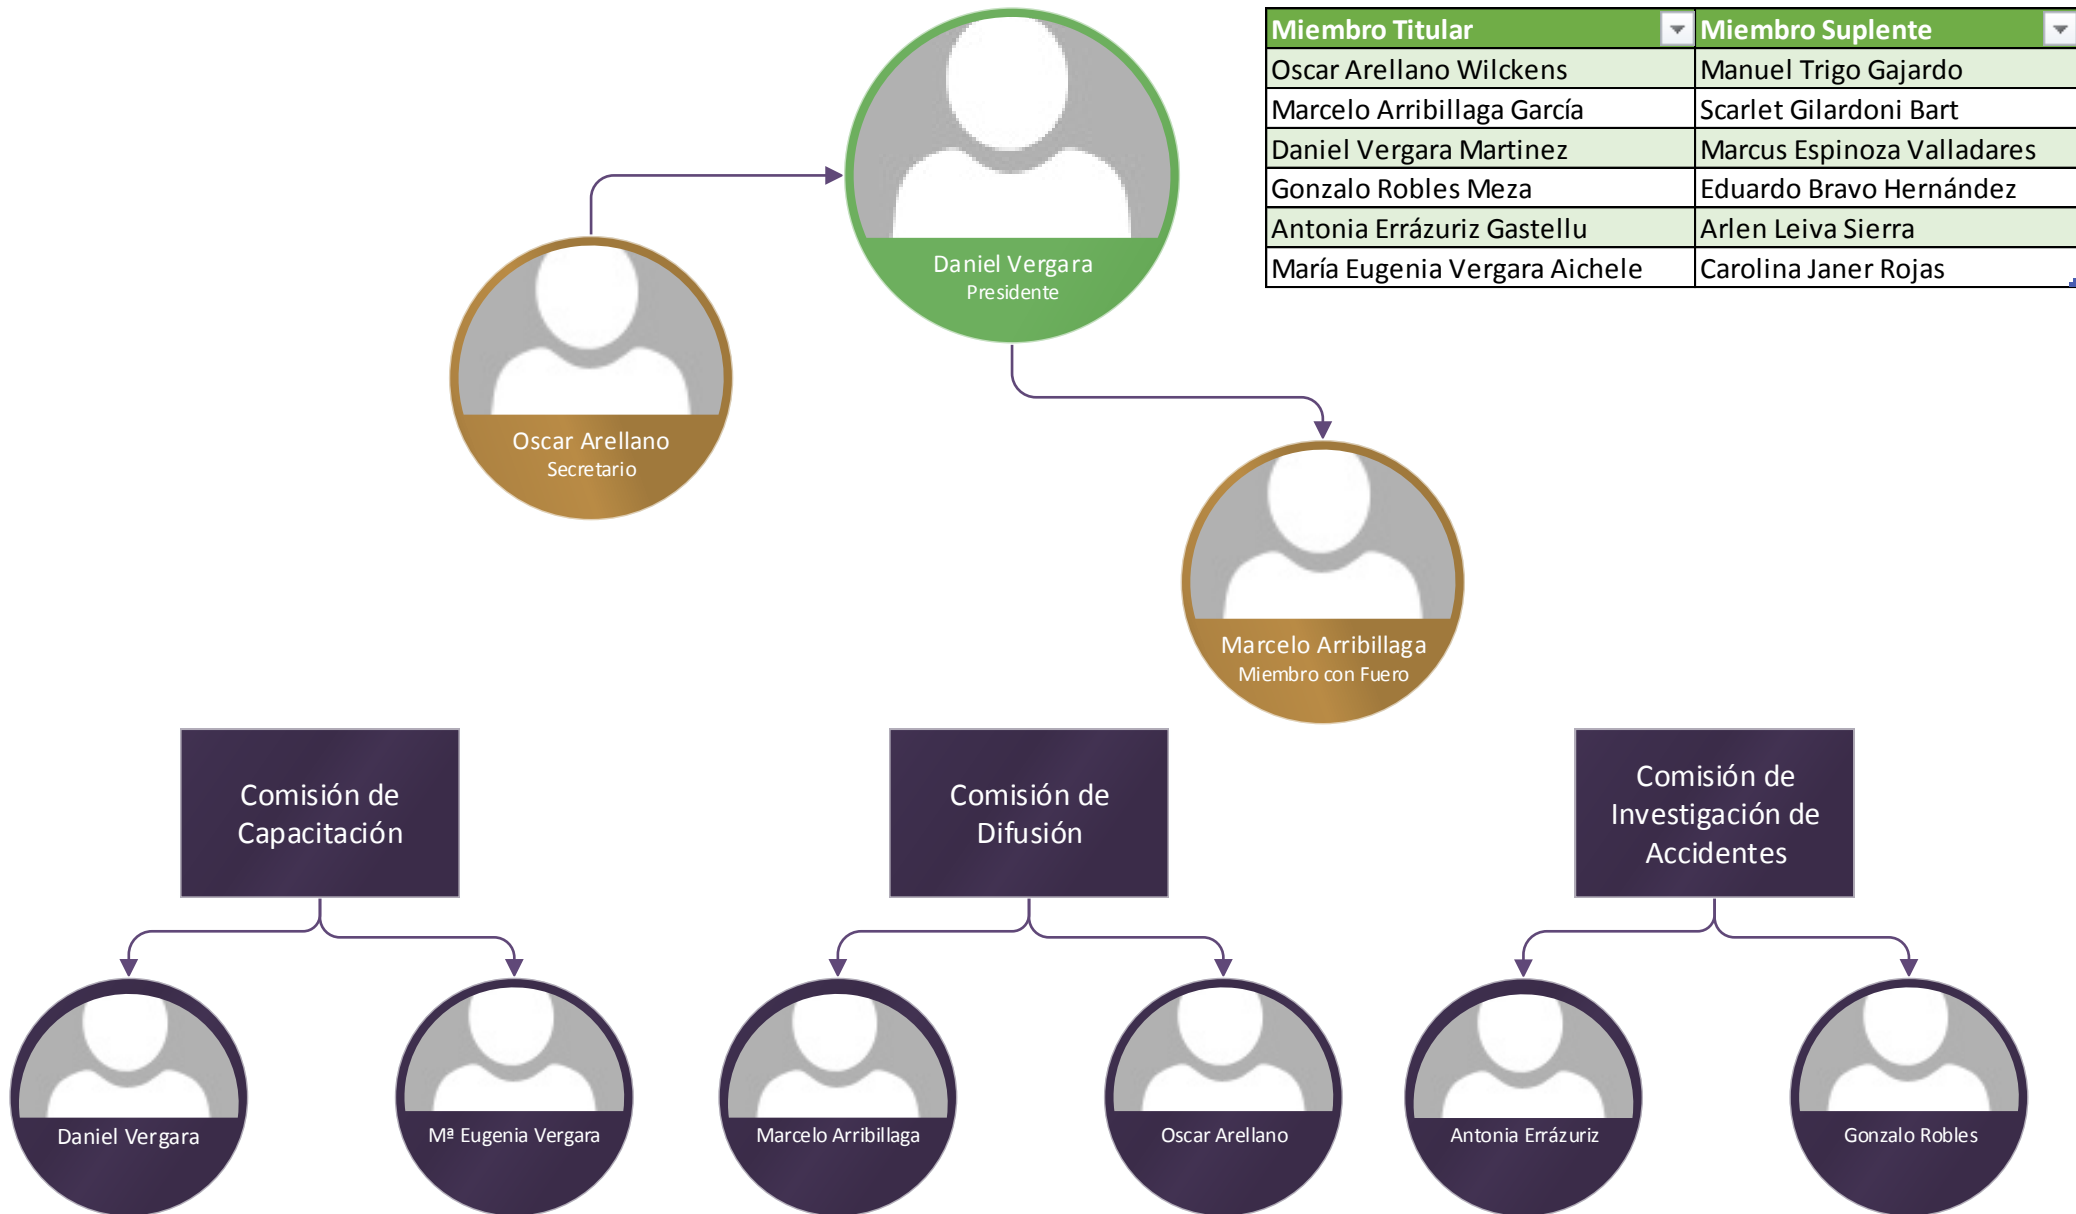 Miembro Titular Miembro Suplente
Oscar Arellano Wilckens Manuel Trigo Gajardo
Marcelo Arribillaga García Scarlet Gilardoni Bart
Daniel Vergara Martinez Marcus Espinoza Valladares
Gonzalo Robles Meza Eduardo Bravo Hernández
Antonia Errázuriz Gastellu Arlen Leiva Sierra
María Eugenia Vergara Aichele Carolina Janer Rojas
Daniel Vergara
Presidente
Oscar Arellano
Secretario
Marcelo Arribillaga
Miembro con Fuero
Comisión de
Capacitación
Comisión de
Difusión
Comisión de
Investigación de
Accidentes
Daniel Vergara
Mª Eugenia Vergara
Marcelo Arribillaga
Oscar Arellano
Antonia Errázuriz
Gonzalo Robles